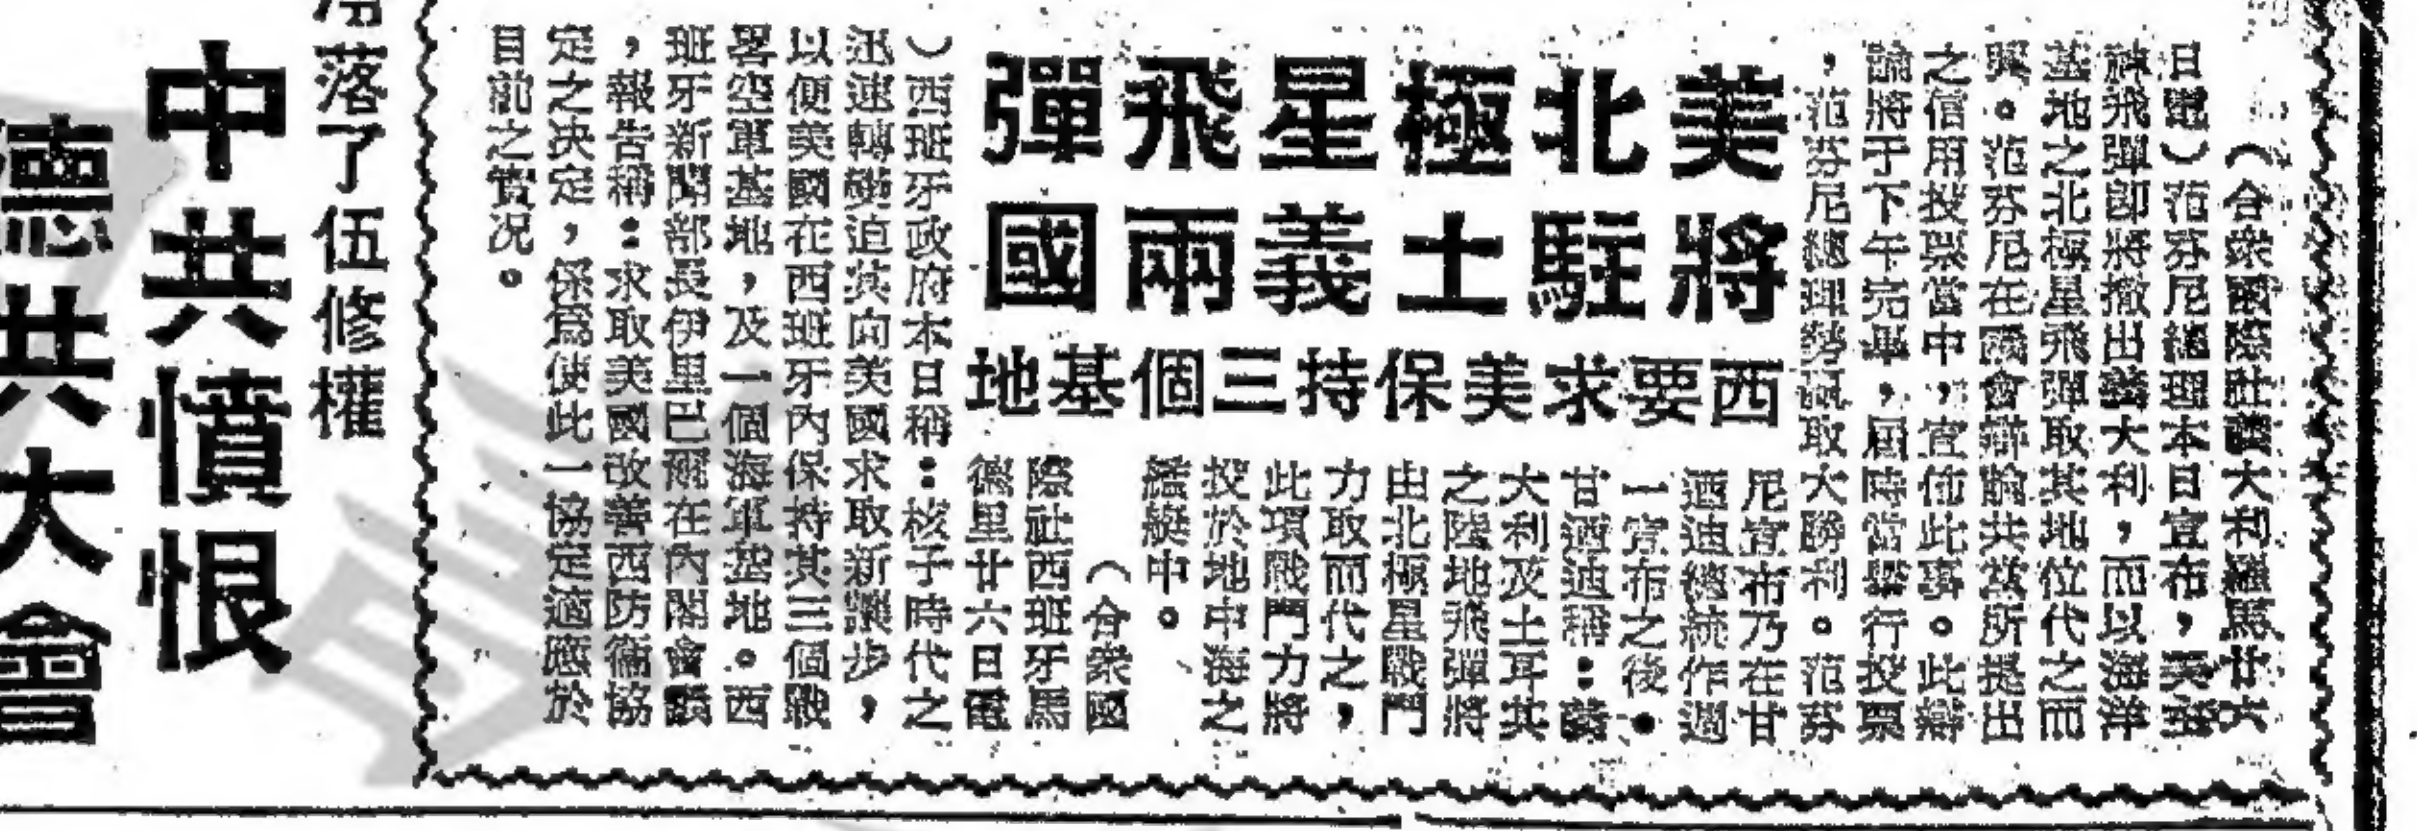 （合衆國際社義大利羅馬廿六
日電）范芬尼總理本日宣布，美
飛彈即將撤出義大利，而以海洋
基地之北極星飛彈取其地位代之而
興。范芬尼在國會辯論共黨所提出
之信用投票當中，宣佈此事。此辯
論將于下午完畢，屆時當舉行投票
，范芬尼總理勢減取大勝利。范芬
美北極星飛彈
將駐土義兩國
西要求美保持三個基地
尼宣布乃在甘
迺迪總統作週
一宣布之後。
甘迺迪稱：義
大利及土耳其
之陸地飛彈將
由北極星戰鬥
力取而代之，
此項戰鬥力將
投於地中海之
艇中。
（合衆國
際社西班牙馬
德里廿六日電
）西班牙政府本日稱：核子時代之
迅速轉變迫其向美國求取新讓步，
以便美國在西班牙內保持其三個戰
畧空軍基地，及一個海軍基地。西
班牙新聞部長伊里巴爾在內閣會議
，報告稱：求取美國改善西防衞協
定之決定，係爲使此一協定適應於
目前之實況。
落了伍修權
中共憤恨
德共大會